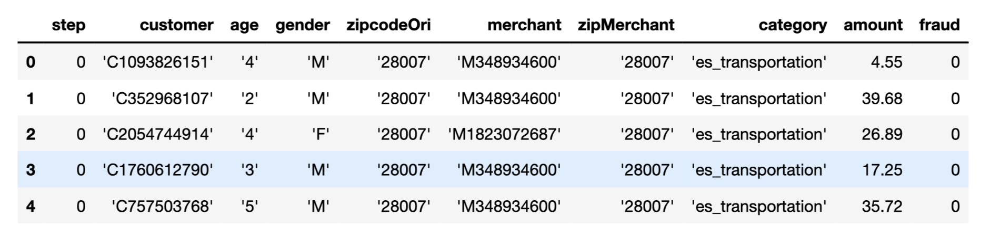 step customer age gender zipcodeOri merchant zipMerchant category amount fraud
0 0 'C1093826151' '4' 'M' '28007' 'M348934600' '28007' 'es_transportation' 4.55 0
1 0 'C352968107' '2' 'M' '28007' 'M348934600' '28007' 'es_transportation' 39.68 0
2 0 'C2054744914' '4' 'F' '28007' 'M1823072687' '28007' 'es_transportation' 26.89 0
3 0 'C1760612790' '3' 'M' '28007' 'M348934600' '28007' 'es_transportation' 17.25 0
4 0 'C757503768' '5' 'M' '28007' 'M348934600' '28007' 'es_transportation' 35.72 0